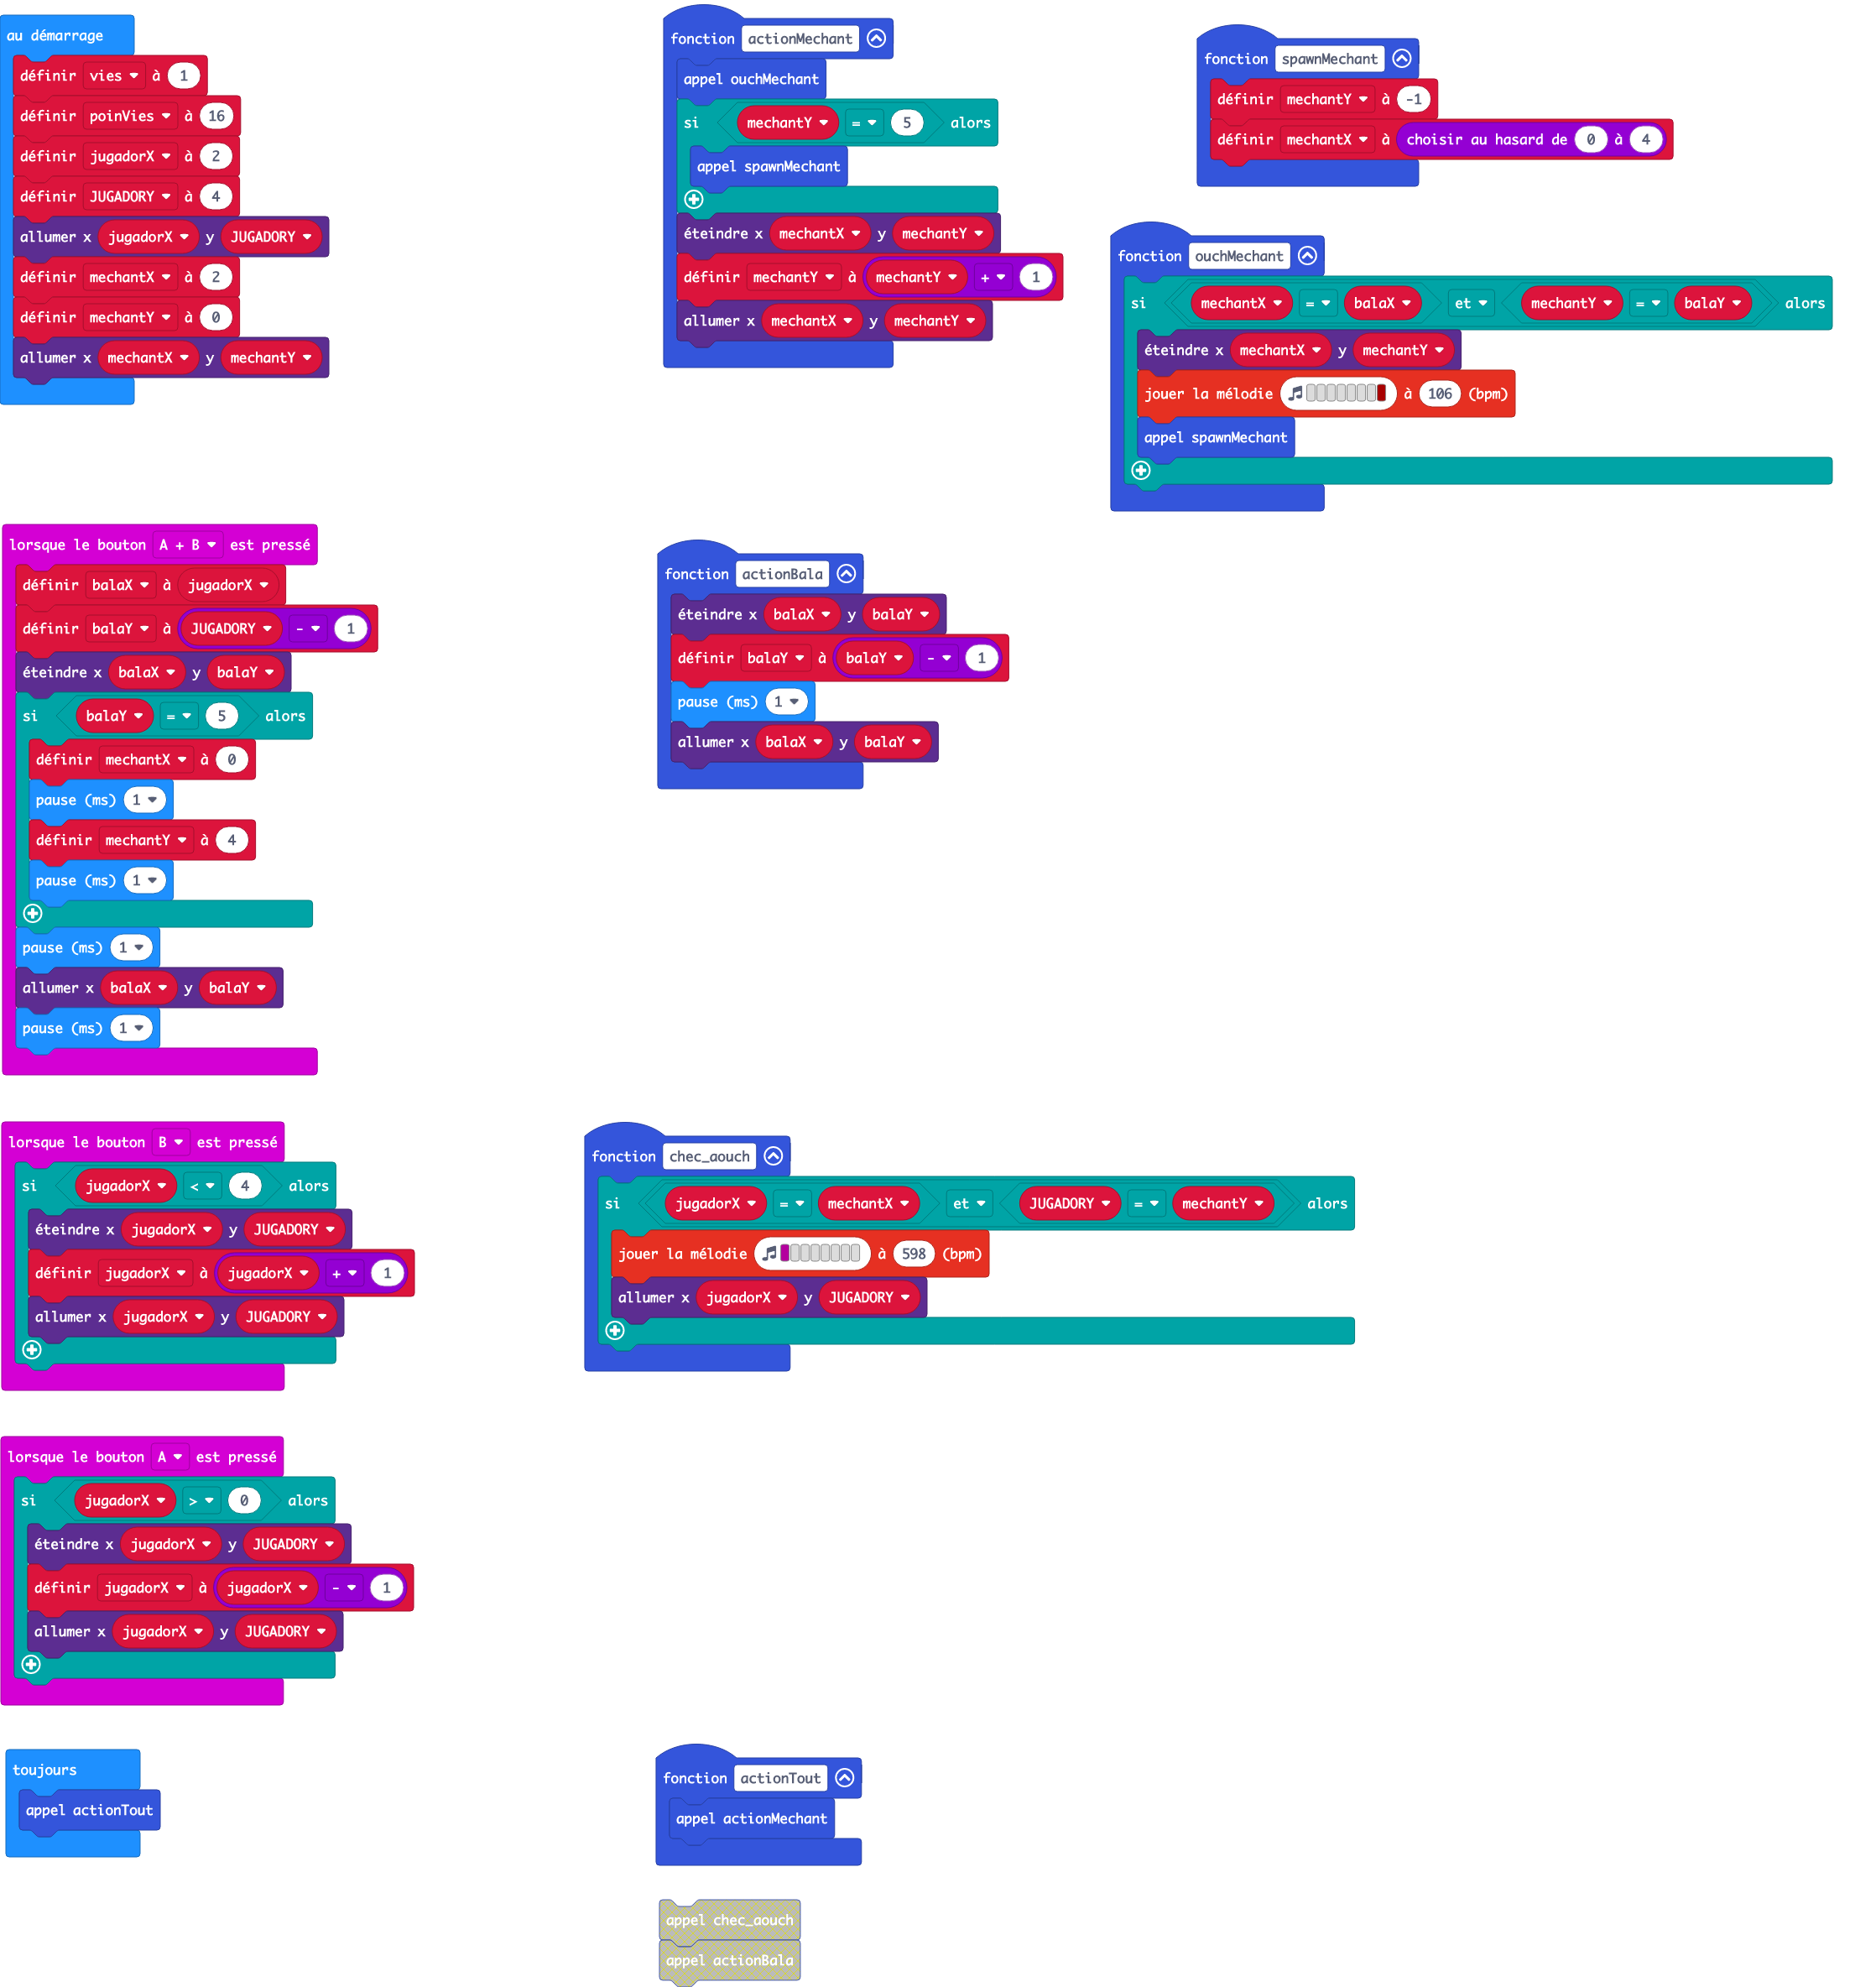 au démarrage
définir vies à 1
définir poinVies à 16
définir jugadorX à 2
définir JUGADORY à 4
allumer x jugadorX y JUGADORY
définir mechantX à 2
définir mechantY à 0
allumer x mechantX y mechantY
fonction actionMechant
appel ouchMechant
si mechantY = 5 alors
appel spawnMechant
éteindre x mechantX y mechantY
définir mechantY à mechantY + 1
allumer x mechantX y mechantY
fonction spawnMechant
définir mechantY à -1
définir mechantX à choisir au hasard de 0 à 4
fonction ouchMechant
si mechantX = balaX et mechantY = balaY alors
éteindre x mechantX y mechantY
jouer la mélodie à 106 (bpm)
appel spawnMechant
lorsque le bouton A + B est pressé
définir balaX à jugadorX
définir balaY à JUGADORY - 1
éteindre x balaX y balaY
si balaY = 5 alors
définir mechantX à 0
pause (ms) 1
définir mechantY à 4
pause (ms) 1
pause (ms) 1
allumer x balaX y balaY
pause (ms) 1
fonction actionBala
éteindre x balaX y balaY
définir balaY à balaY - 1
pause (ms) 1
allumer x balaX y balaY
lorsque le bouton B est pressé
si jugadorX < 4 alors
éteindre x jugadorX y JUGADORY
définir jugadorX à jugadorX + 1
allumer x jugadorX y JUGADORY
fonction chec_aouch
si jugadorX = mechantX et JUGADORY = mechantY alors
jouer la mélodie à 598 (bpm)
allumer x jugadorX y JUGADORY
lorsque le bouton A est pressé
si jugadorX > 0 alors
éteindre x jugadorX y JUGADORY
définir jugadorX à jugadorX - 1
allumer x jugadorX y JUGADORY
toujours
appel actionTout
fonction actionTout
appel actionMechant
appel chec_aouch
appel actionBala